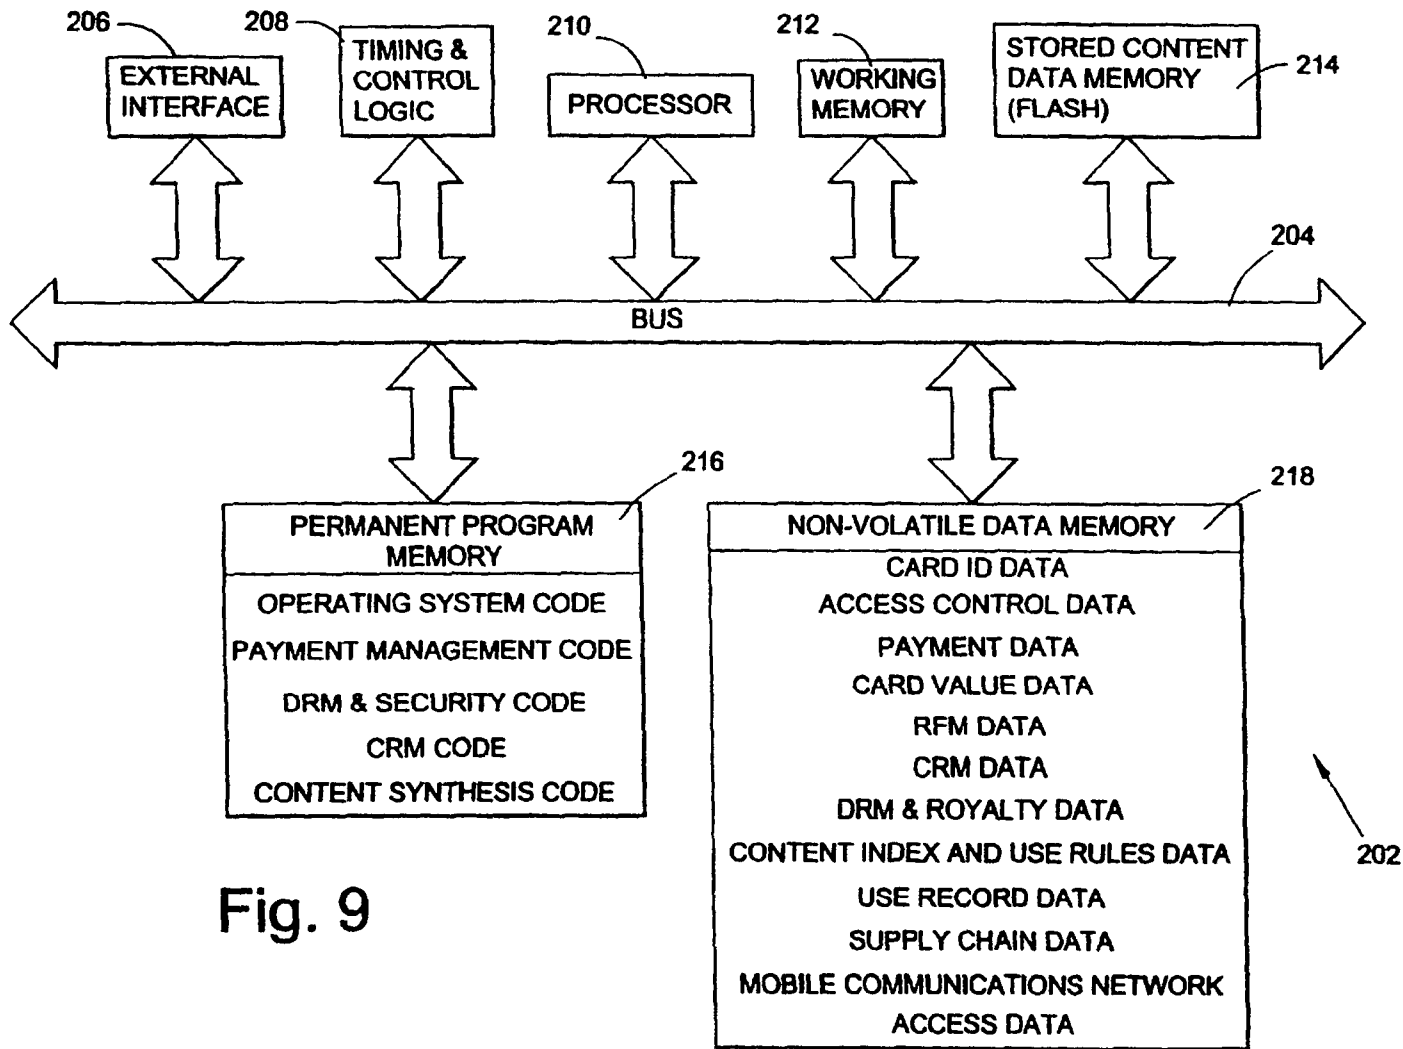 206
EXTERNAL
INTERFACE
208
TIMING &
CONTROL
LOGIC
210
PROCESSOR
212
WORKING
MEMORY
STORED CONTENT
DATA MEMORY
(FLASH)
214
204
BUS
216
PERMANENT PROGRAM
MEMORY
OPERATING SYSTEM CODE
PAYMENT MANAGEMENT CODE
DRM & SECURITY CODE
CRM CODE
CONTENT SYNTHESIS CODE
218
NON-VOLATILE DATA MEMORY
CARD ID DATA
ACCESS CONTROL DATA
PAYMENT DATA
CARD VALUE DATA
RFM DATA
CRM DATA
DRM & ROYALTY DATA
CONTENT INDEX AND USE RULES DATA
USE RECORD DATA
SUPPLY CHAIN DATA
MOBILE COMMUNICATIONS NETWORK
ACCESS DATA
202
Fig. 9